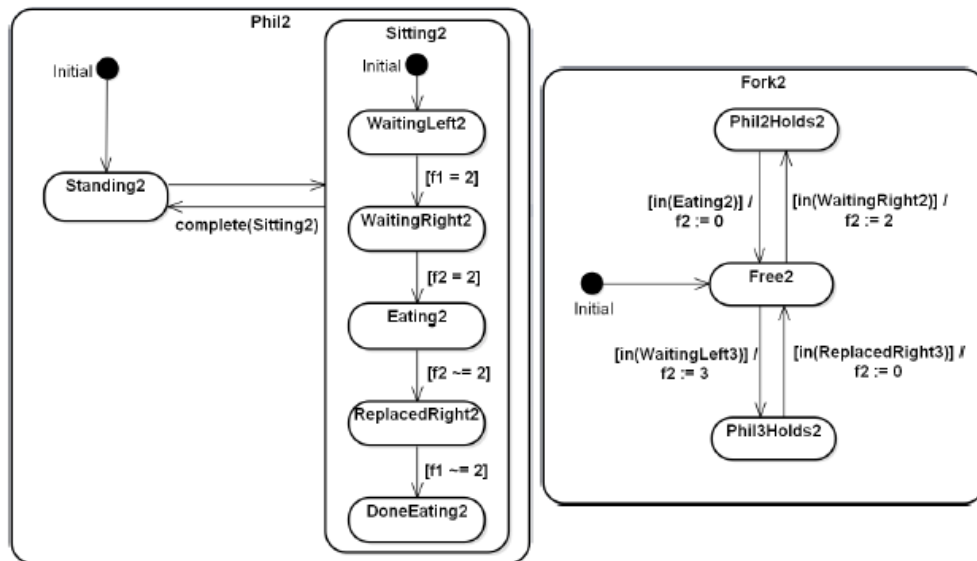 Phil2
Initial
Standing2
complete(Sitting2)
Sitting2
Initial
WaitingLeft2
[f1 = 2]
WaitingRight2
[f2 = 2]
Eating2
[f2 ~= 2]
ReplacedRight2
[f1 ~= 2]
DoneEating2
Fork2
Phil2Holds2
[in(Eating2)] /
f2 := 0
[in(WaitingRight2)] /
f2 := 2
Free2
Initial
[in(WaitingLeft3)] /
f2 := 3
[in(ReplacedRight3)] /
f2 := 0
Phil3Holds2